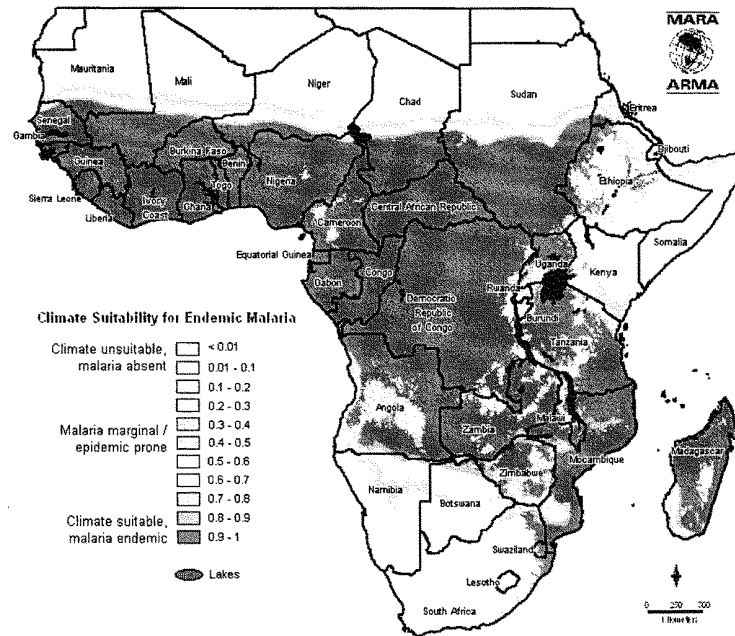 MARA
ARMA
Mauritania
Mali
Niger
Chad
Sudan
Eritrea
Senegal
Gambia
Djibouti
Burkina Faso
Guinea
Benin
Nigeria
Ethiopia
Togo
Sierra Leone
Ivory
Coast
Ghana
Central African Republic
Liberia
Cameroon
Somalia
Equatorial Guinea
Uganda
Kenya
Congo
Gabon
Rwanda
Democratic
Republic
of Congo
Burundi
Tanzania
Climate Suitability for Endemic Malaria
Climate unsuitable,
malaria absent
< 0.01
0.01 - 0.1
0.1 - 0.2
0.2 - 0.3
Malaria marginal /
epidemic prone
0.3 - 0.4
0.4 - 0.5
0.5 - 0.6
0.6 - 0.7
0.7 - 0.8
Climate suitable,
malaria endemic
0.8 - 0.9
0.9 - 1
Lakes
Angola
Zambia
Malawi
Mocambique
Madagascar
Zimbabwe
Namibia
Botswana
Swaziland
Lesotho
South Africa
0 250 500
Kilometers